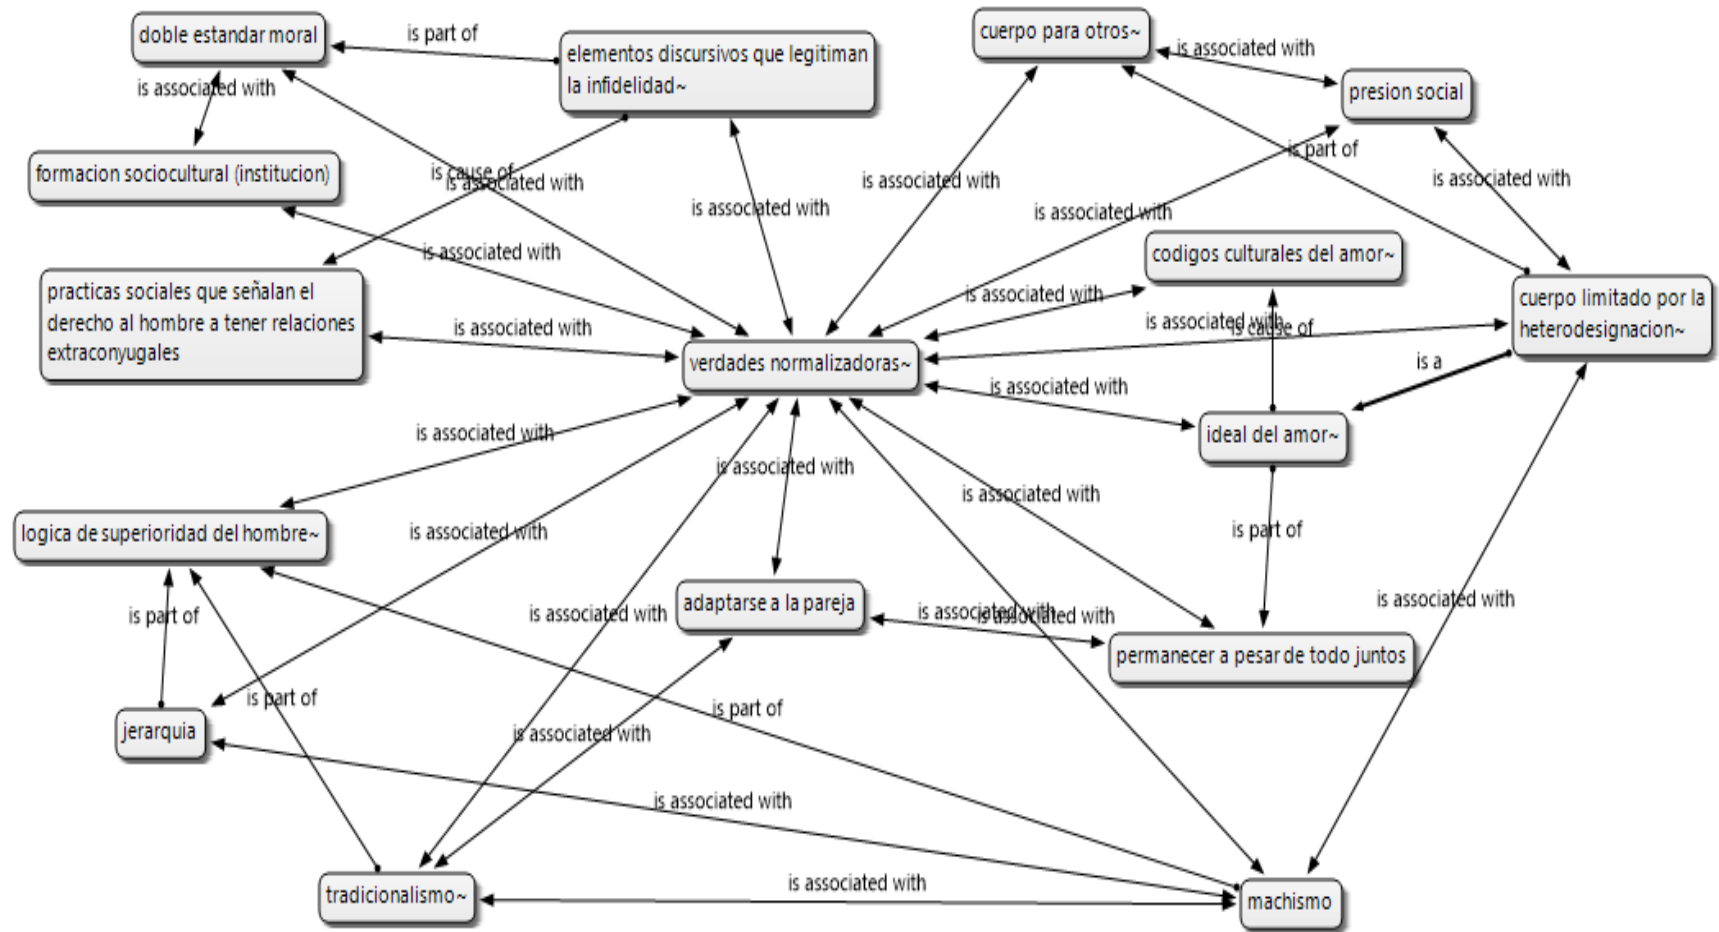 doble estandar moral
is part of
elementos discursivos que legitiman
la infidelidad~
cuerpo para otros~
is associated with
presion social
is associated with
formacion sociocultural (institucion)
is cause of
is associated with
is associated with
is associated with
is part of
is associated with
is associated with
is associated with
codigos culturales del amor~
practicas sociales que señalan el
derecho al hombre a tener relaciones
extraconyugales
is associated with
is associated with
is associated with
is cause of
cuerpo limitado por la
heterodesignacion~
verdades normalizadoras~
is a
is associated with
ideal del amor~
is associated with
is associated with
is associated with
is part of
logica de superioridad del hombre~
is associated with
is part of
adaptarse a la pareja
is associated with
is associated with
is associated with
is associated with
permanecer a pesar de todo juntos
is part of
is part of
jerarquia
is associated with
is associated with
is associated with
tradicionalismo~
machismo